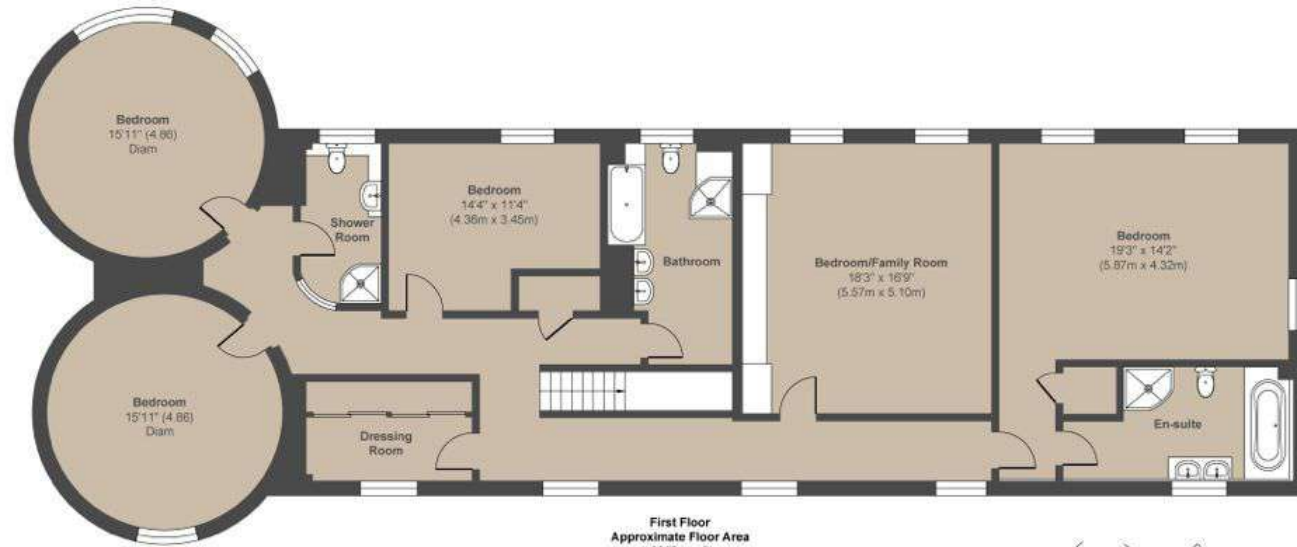 Bedroom
15'11" (4.86)
Diam
Shower
Room
Bedroom
14'4" x 11'4"
(4.36m x 3.45m)
Bathroom
Bedroom/Family Room
18'3" x 16'9"
(5.57m x 5.10m)
Bedroom
19'3" x 14'2"
(5.87m x 4.32m)
Bedroom
15'11" (4.86)
Diam
Dressing
Room
En-suite
First Floor
Approximate Floor Area